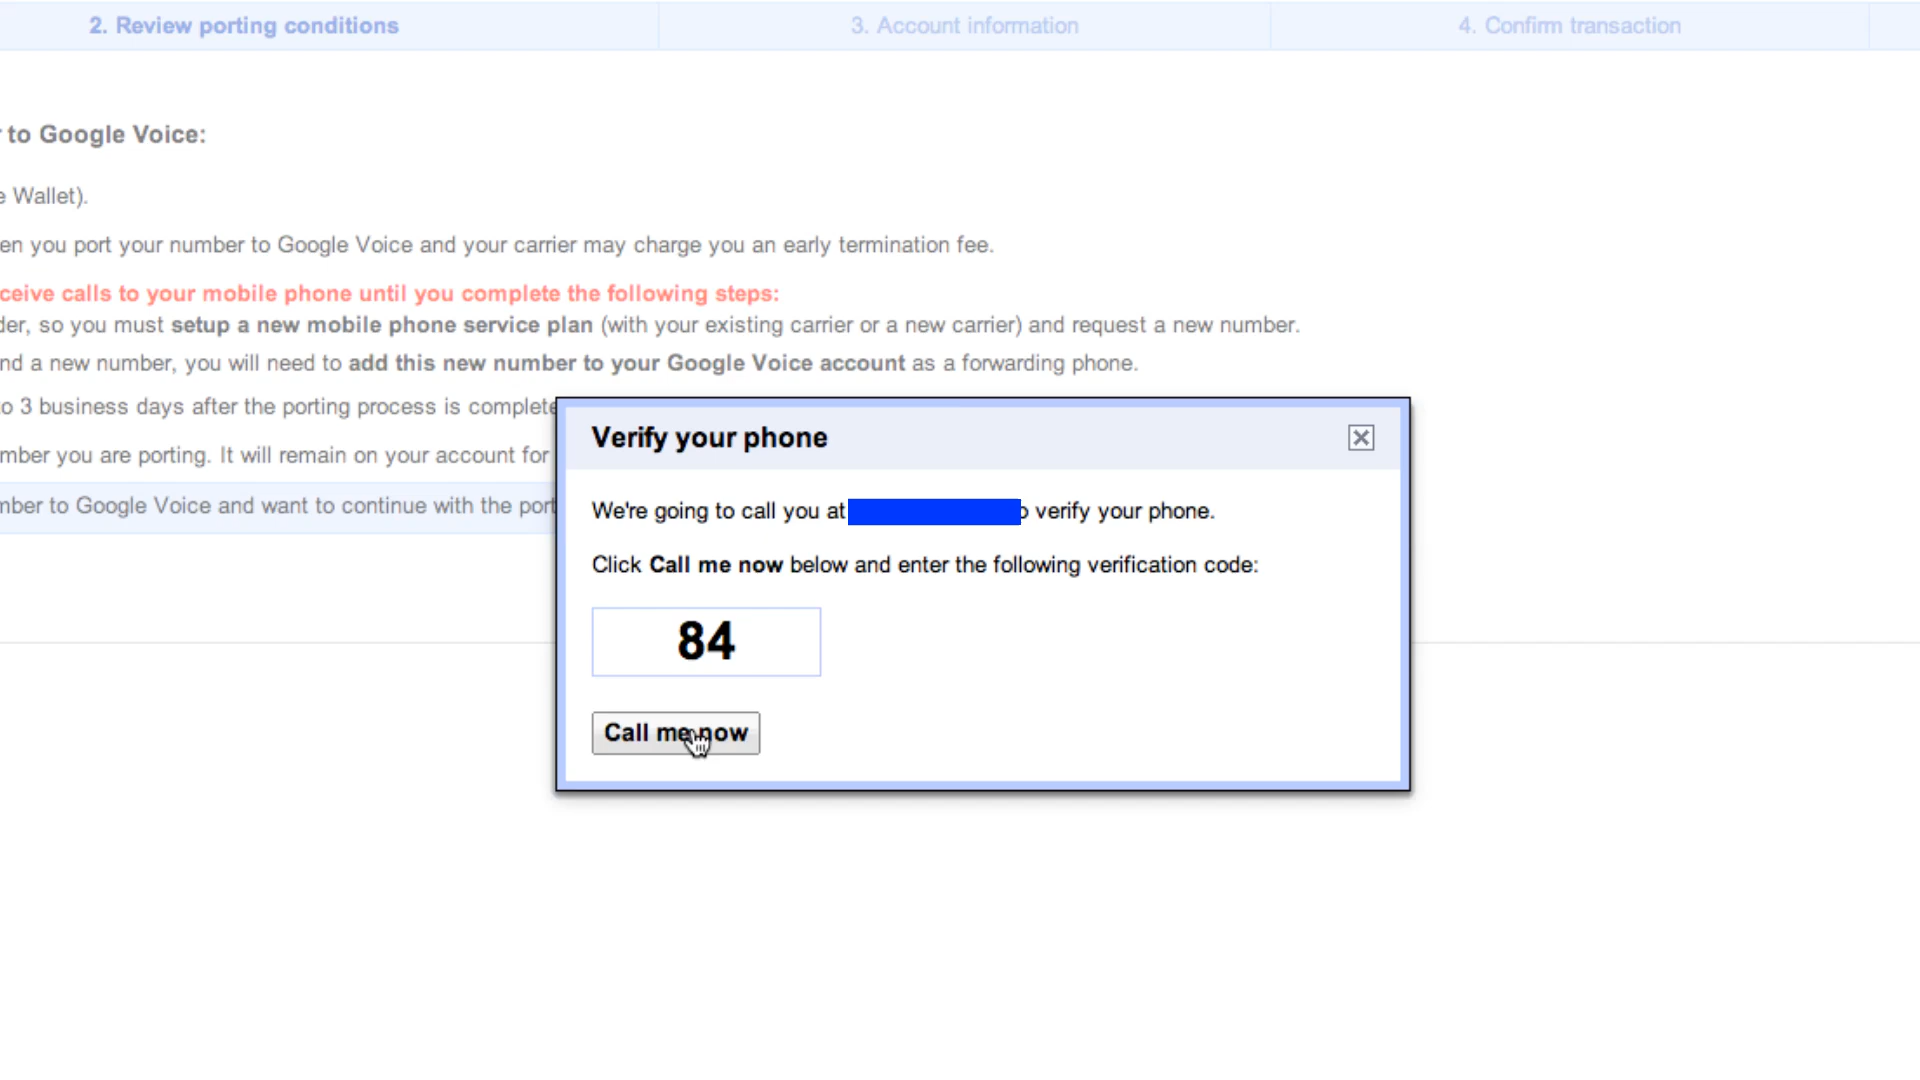 2. Review porting conditions
3. Account information
4. Confirm transaction
to Google Voice:
e Wallet).
en you port your number to Google Voice and your carrier may charge you an early termination fee.
ceive calls to your mobile phone until you complete the following steps:
der, so you must setup a new mobile phone service plan (with your existing carrier or a new carrier) and request a new number.
nd a new number, you will need to add this new number to your Google Voice account as a forwarding phone.
o 3 business days after the porting process is complete
mber you are porting. It will remain on your account for
mber to Google Voice and want to continue with the port
Verify your phone
We're going to call you at
o verify your phone.
Click Call me now below and enter the following verification code:
84
Call me now